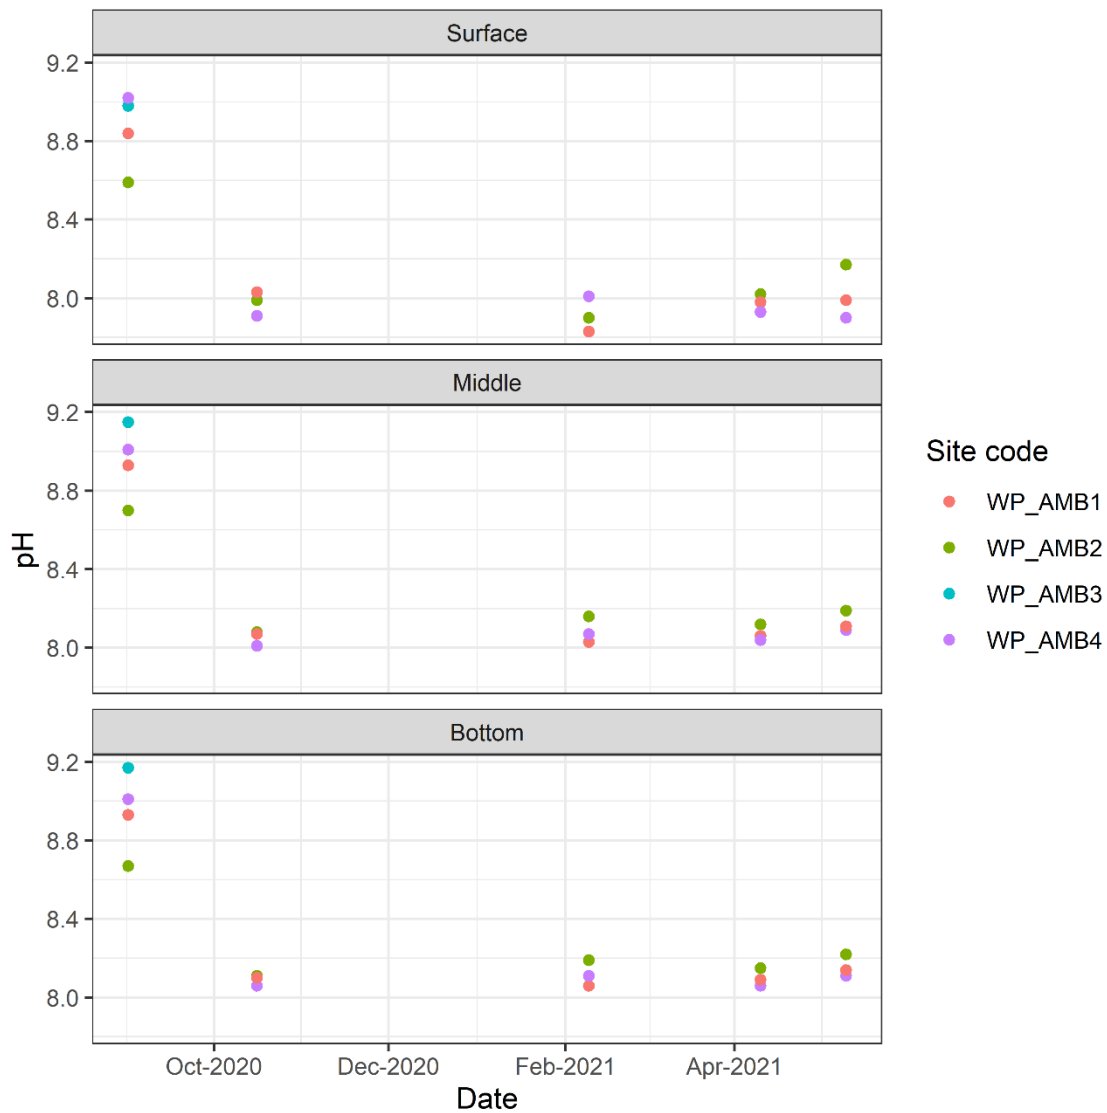 Surface
9.2
8.8
8.4
8.0
Middle
9.2
8.8
8.4
8.0
Bottom
9.2
8.8
8.4
8.0
pH
Oct-2020 Dec-2020 Feb-2021 Apr-2021
Date
Site code
WP_AMB1
WP_AMB2
WP_AMB3
WP_AMB4